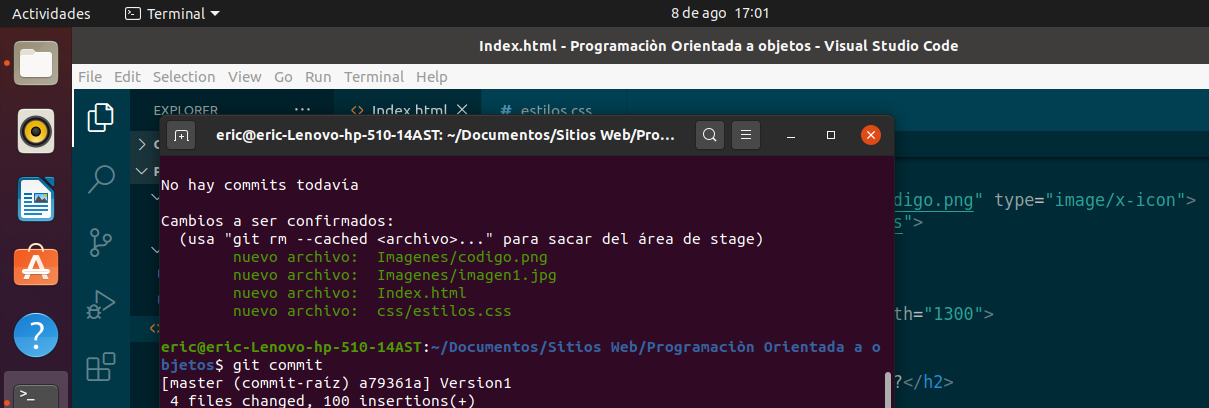 Actividades Terminal 8 de ago 17:01
Index.html - Programaciòn Orientada a objetos - Visual Studio Code
File Edit Selection View Go Run Terminal Help
EXPLORER ··· <> Index.html # estilos.css
eric@eric-Lenovo-hp-510-14AST: ~/Documentos/Sitios Web/Pro...
No hay commits todavía
digo.png" type="image/x-icon">
s">
Cambios a ser confirmados:
(usa "git rm --cached <archivo>..." para sacar del área de stage)
nuevo archivo: Imagenes/codigo.png
nuevo archivo: Imagenes/imagen1.jpg
nuevo archivo: Index.html
nuevo archivo: css/estilos.css
th="1300">
eric@eric-Lenovo-hp-510-14AST:~/Documentos/Sitios Web/Programaciòn Orientada a o
bjetos$ git commit
[master (commit-raíz) a79361a] Version1
?</h2>
4 files changed, 100 insertions(+)